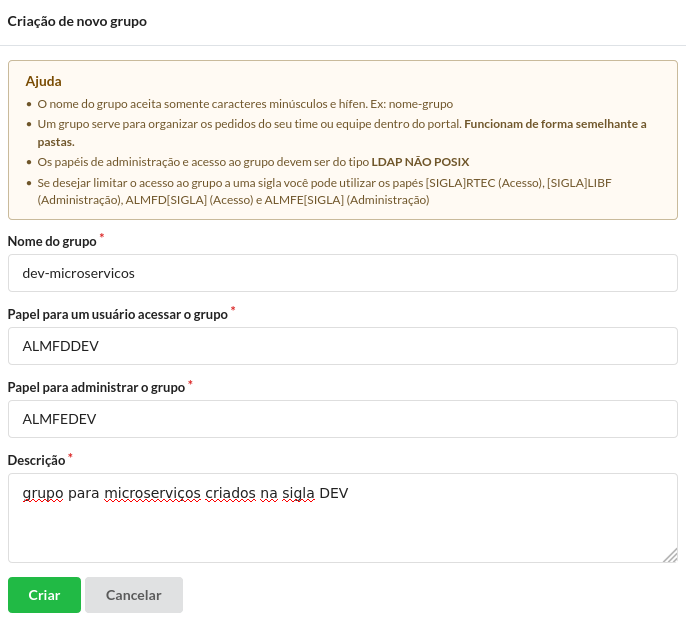 Criação de novo grupo
Ajuda
• O nome do grupo aceita somente caracteres minúsculos e hífen. Ex: nome-grupo
• Um grupo serve para organizar os pedidos do seu time ou equipe dentro do portal. Funcionam de forma semelhante a
pastas.
• Os papéis de administração e acesso ao grupo devem ser do tipo LDAP NÃO POSIX
• Se desejar limitar o acesso ao grupo a uma sigla você pode utilizar os papés [SIGLA]RTEC (Acesso), [SIGLA]LIBF
(Administração), ALMFD[SIGLA] (Acesso) e ALMFE[SIGLA] (Administração)
Nome do grupo *
dev-microservicos
Papel para um usuário acessar o grupo *
ALMFDDEV
Papel para administrar o grupo *
ALMFEDEV
Descrição *
grupo para microserviços criados na sigla DEV
Criar Cancelar